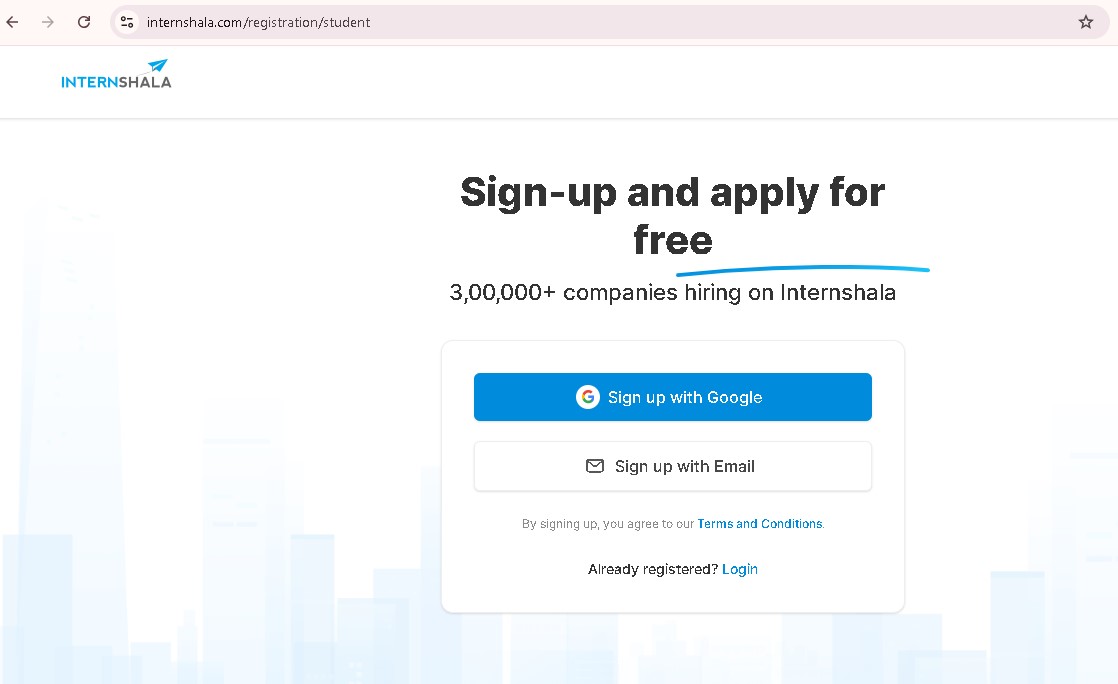 internshala.com/registration/student
INTERNSHALA
Sign-up and apply for
free
3,00,000+ companies hiring on Internshala
Sign up with Google
Sign up with Email
By signing up, you agree to our Terms and Conditions.
Already registered? Login